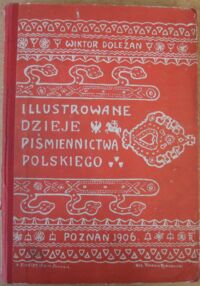 WIKTOR DOLEŻAN
ILLUSTROWANE
DZIEJE
PIŚMIENNICTWA
POLSKIEGO
POZNAŃ 1906